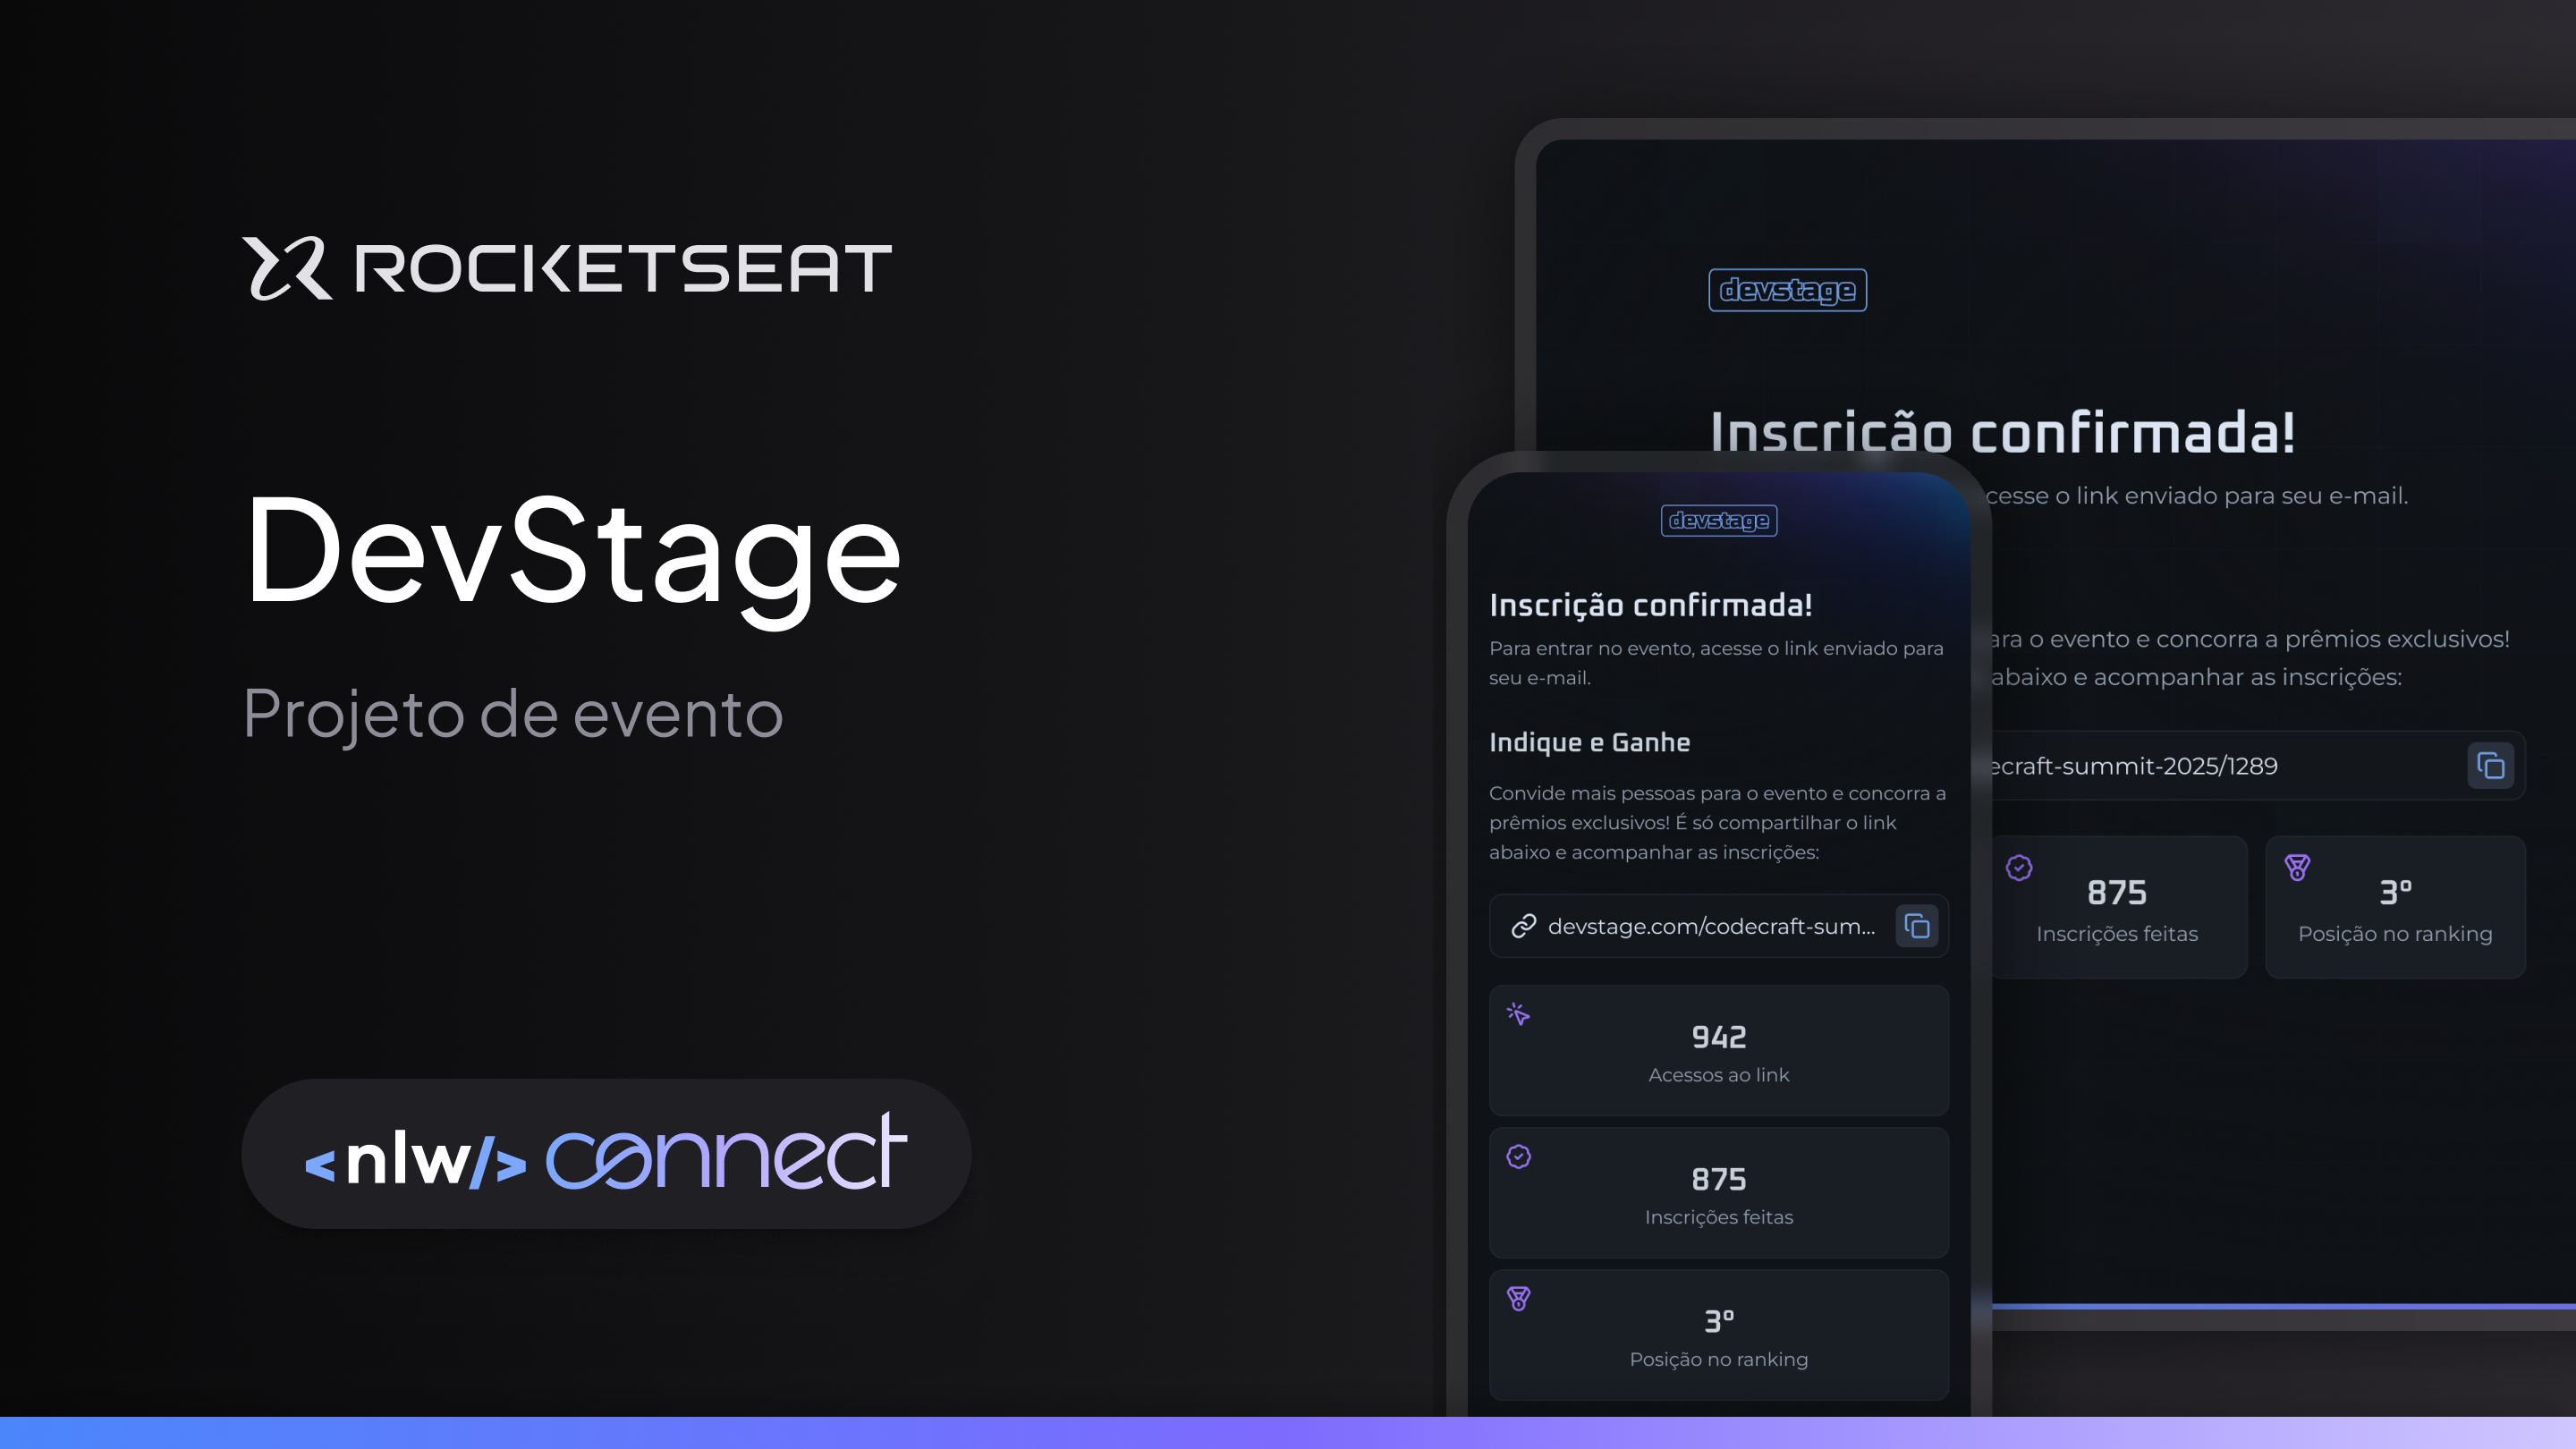 ROCKETSEAT
DevStage
Projeto de evento
<nlw/> connect
devstage
Inscrição confirmada!
acesse o link enviado para seu e-mail.
para o evento e concorra a prêmios exclusivos!
abaixo e acompanhar as inscrições:
ecraft-summit-2025/1289
875
Inscrições feitas
3º
Posição no ranking
devstage
Inscrição confirmada!
Para entrar no evento, acesse o link enviado para
seu e-mail.
Indique e Ganhe
Convide mais pessoas para o evento e concorra a
prêmios exclusivos! É só compartilhar o link
abaixo e acompanhar as inscrições:
devstage.com/codecraft-sum...
942
Acessos ao link
875
Inscrições feitas
3º
Posição no ranking